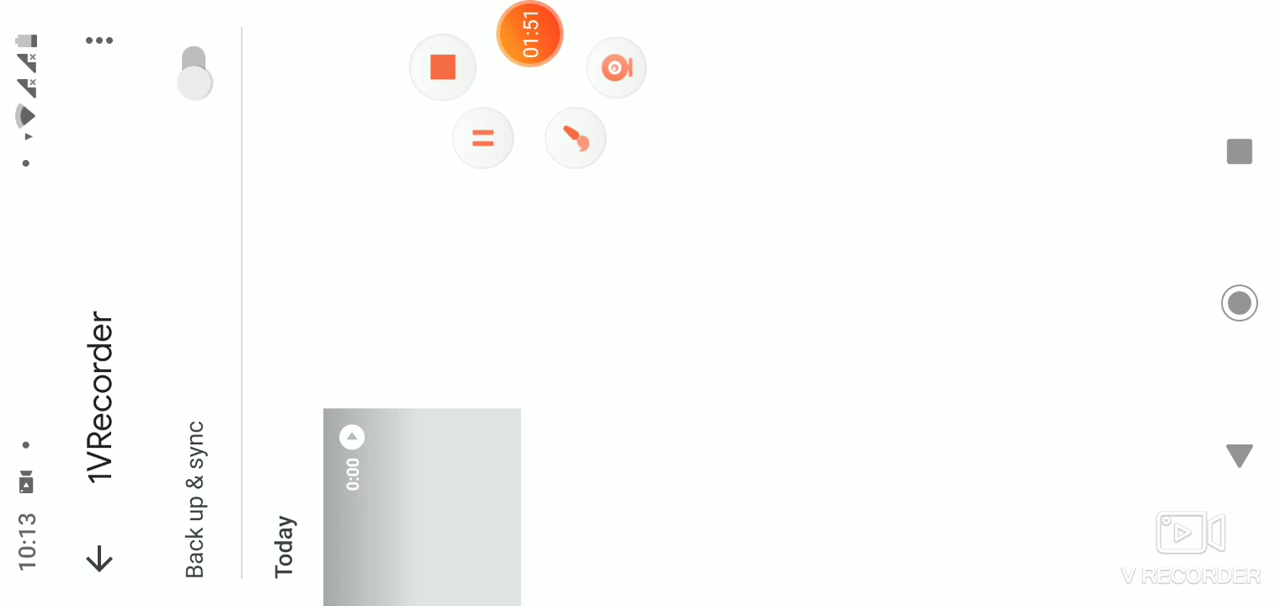 10:13
1VRecorder
Back up & sync
Today
0:00
01:51
V RECORDER